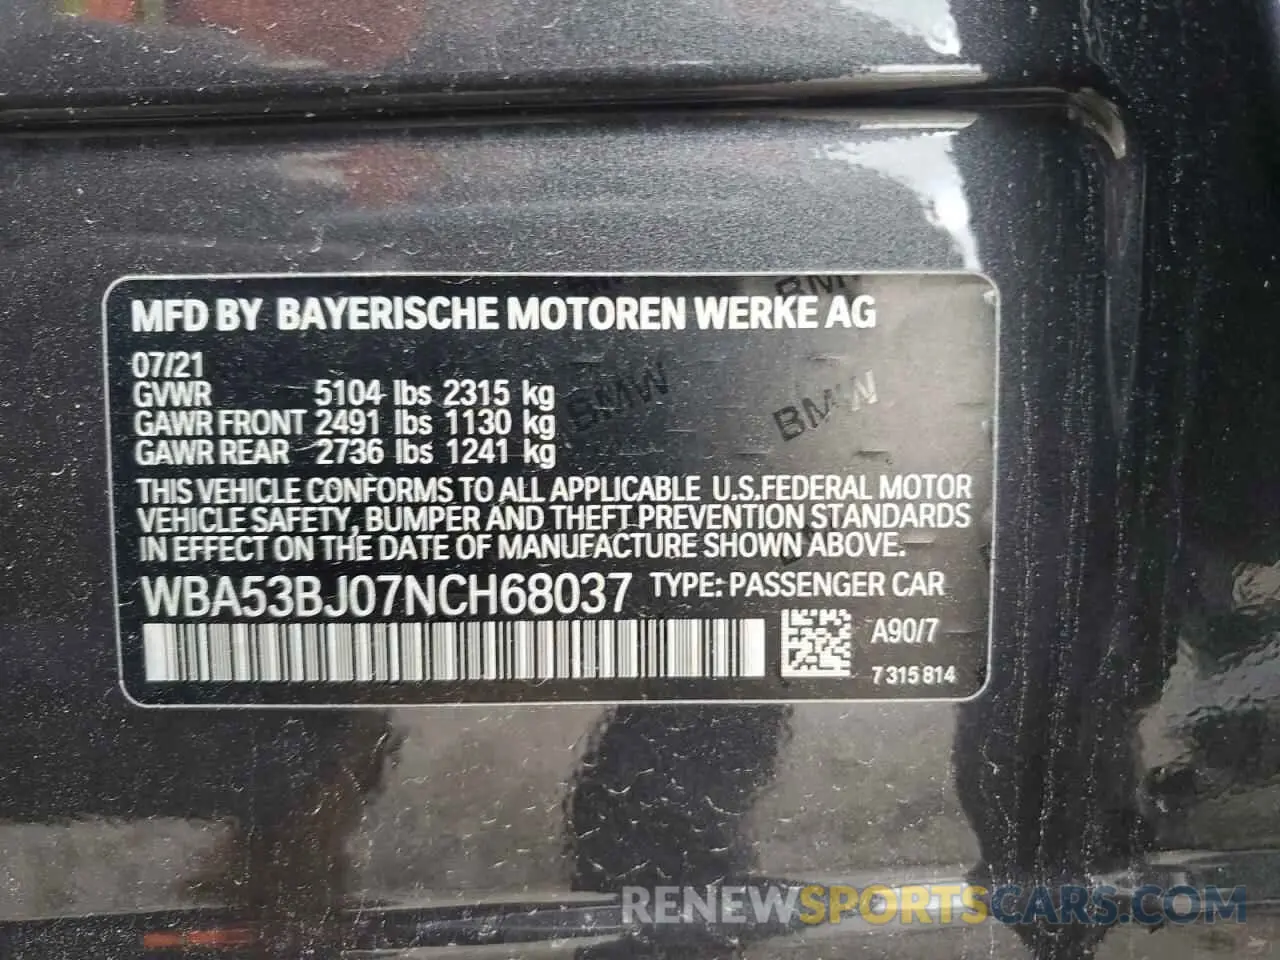 MFD BY BAYERISCHE MOTOREN WERKE AG
07/21
GVWR 5104 lbs 2315 kg
GAWR FRONT 2491 lbs 1130 kg
GAWR REAR 2736 lbs 1241 kg
THIS VEHICLE CONFORMS TO ALL APPLICABLE U.S.FEDERAL MOTOR
VEHICLE SAFETY, BUMPER AND THEFT PREVENTION STANDARDS
IN EFFECT ON THE DATE OF MANUFACTURE SHOWN ABOVE.
WBA53BJ07NCH68037 TYPE: PASSENGER CAR
A90/7
7 315 814
BMW
BMW
BMW
RENEWSPORTSCARS.COM